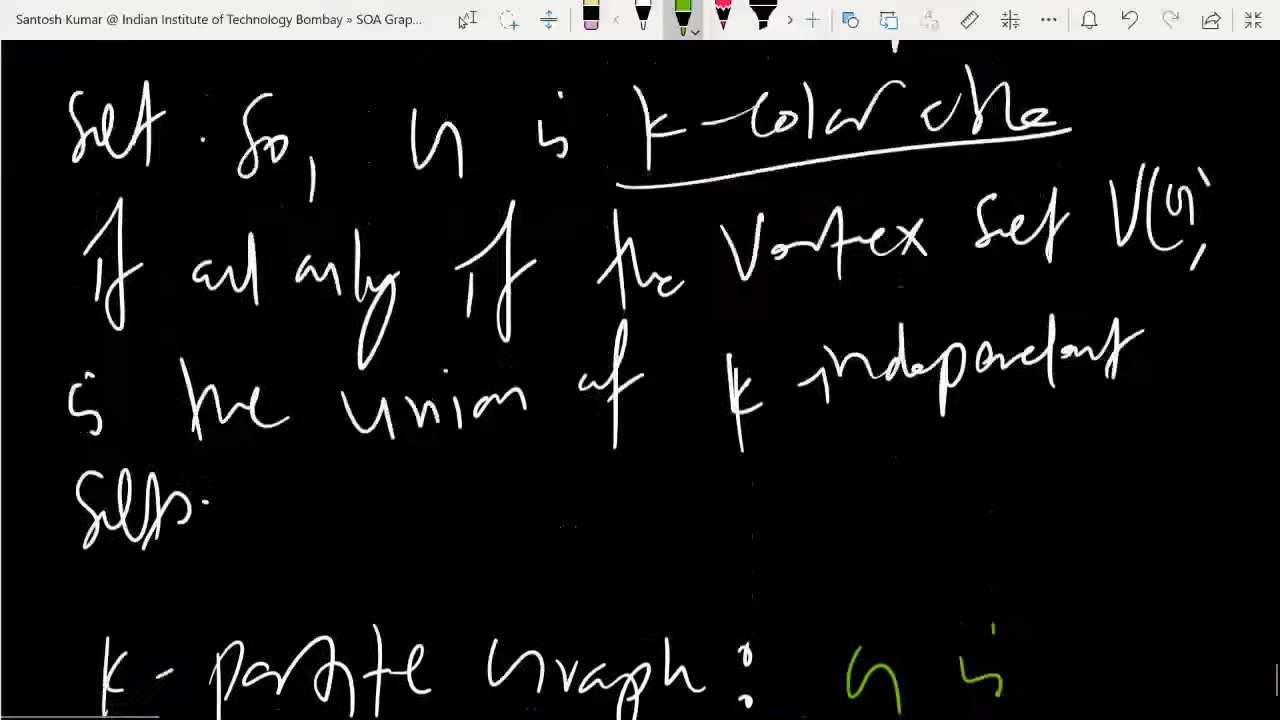 Santosh Kumar @ Indian Institute of Technology Bombay » SOA Grap...
set. So, G is k-colorable
if and only if the vertex set V(G),
is the union of k independent
sets.
k-partite Graph: G is